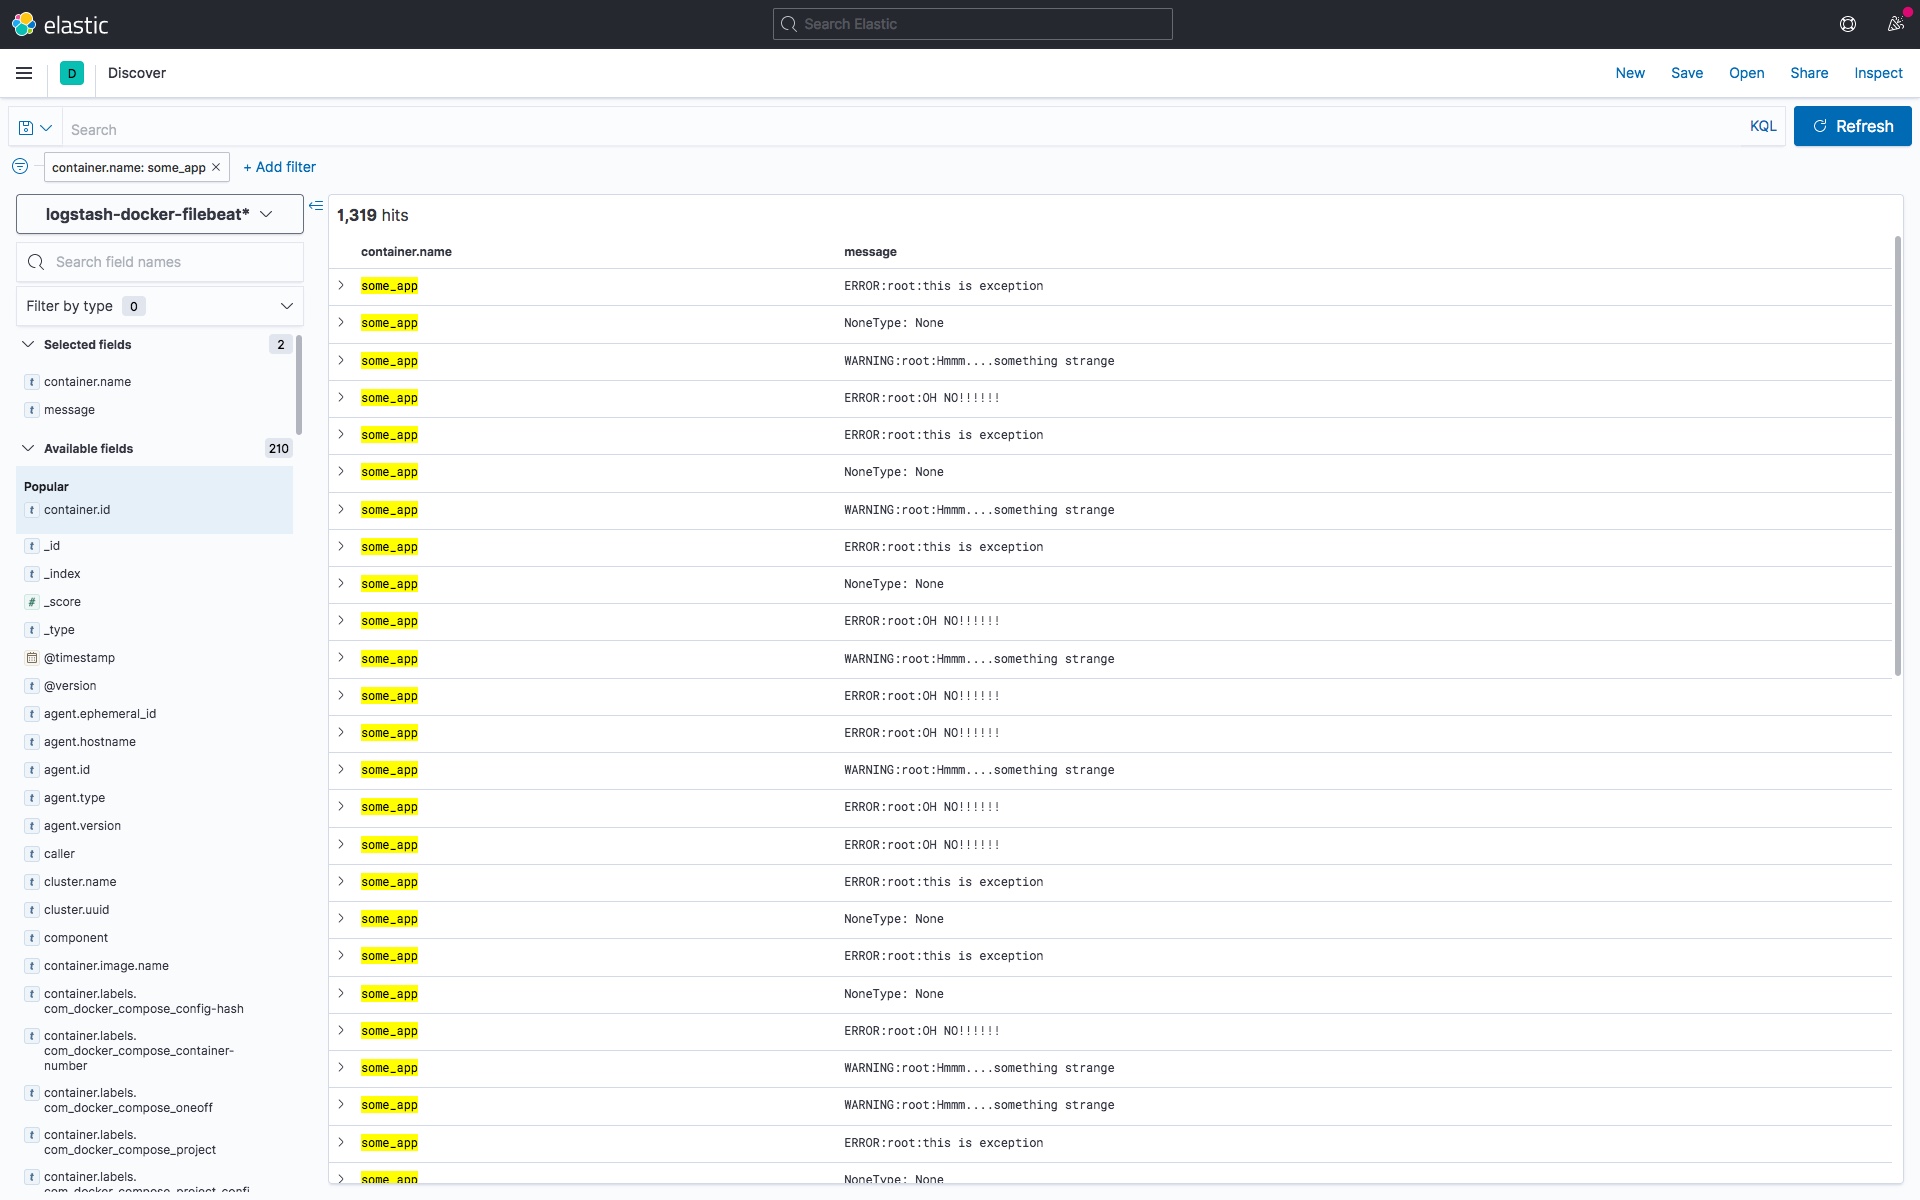 elastic
Search Elastic
D
Discover
New
Save
Open
Share
Inspect
Search
KQL
Refresh
container.name: some_app
+ Add filter
logstash-docker-filebeat*
Search field names
Filter by type 0
Selected fields 2
t container.name
t message
Available fields 210
Popular
t container.id
t _id
t _index
# _score
t _type
@timestamp
t @version
t agent.ephemeral_id
t agent.hostname
t agent.id
t agent.type
t agent.version
t caller
t cluster.name
t cluster.uuid
t component
t container.image.name
t container.labels.
com_docker_compose_config-hash
t container.labels.
com_docker_compose_container-
number
t container.labels.
com_docker_compose_oneoff
t container.labels.
com_docker_compose_project
t container.labels.
com_docker_compose_project_config
1,319 hits
container.name message
some_app ERROR:root:this is exception
some_app NoneType: None
some_app WARNING:root:Hmmm....something strange
some_app ERROR:root:OH NO!!!!!!
some_app ERROR:root:this is exception
some_app NoneType: None
some_app WARNING:root:Hmmm....something strange
some_app ERROR:root:this is exception
some_app NoneType: None
some_app ERROR:root:OH NO!!!!!!
some_app WARNING:root:Hmmm....something strange
some_app ERROR:root:OH NO!!!!!!
some_app ERROR:root:OH NO!!!!!!
some_app WARNING:root:Hmmm....something strange
some_app ERROR:root:OH NO!!!!!!
some_app ERROR:root:OH NO!!!!!!
some_app ERROR:root:this is exception
some_app NoneType: None
some_app ERROR:root:this is exception
some_app NoneType: None
some_app ERROR:root:OH NO!!!!!!
some_app WARNING:root:Hmmm....something strange
some_app WARNING:root:Hmmm....something strange
some_app ERROR:root:this is exception
some_app NoneType: None